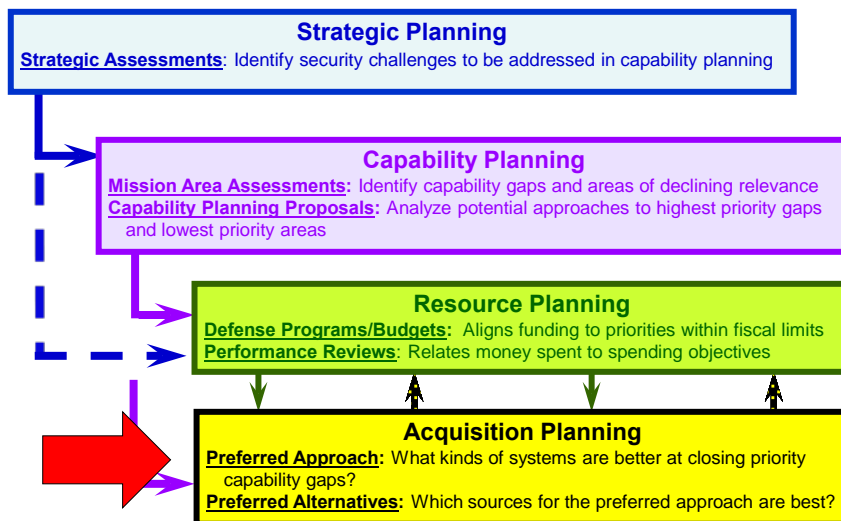 Strategic Planning
Strategic Assessments: Identify security challenges to be addressed in capability planning
Capability Planning
Mission Area Assessments: Identify capability gaps and areas of declining relevance
Capability Planning Proposals: Analyze potential approaches to highest priority gaps
and lowest priority areas
Resource Planning
Defense Programs/Budgets: Aligns funding to priorities within fiscal limits
Performance Reviews: Relates money spent to spending objectives
Acquisition Planning
Preferred Approach: What kinds of systems are better at closing priority
capability gaps?
Preferred Alternatives: Which sources for the preferred approach are best?